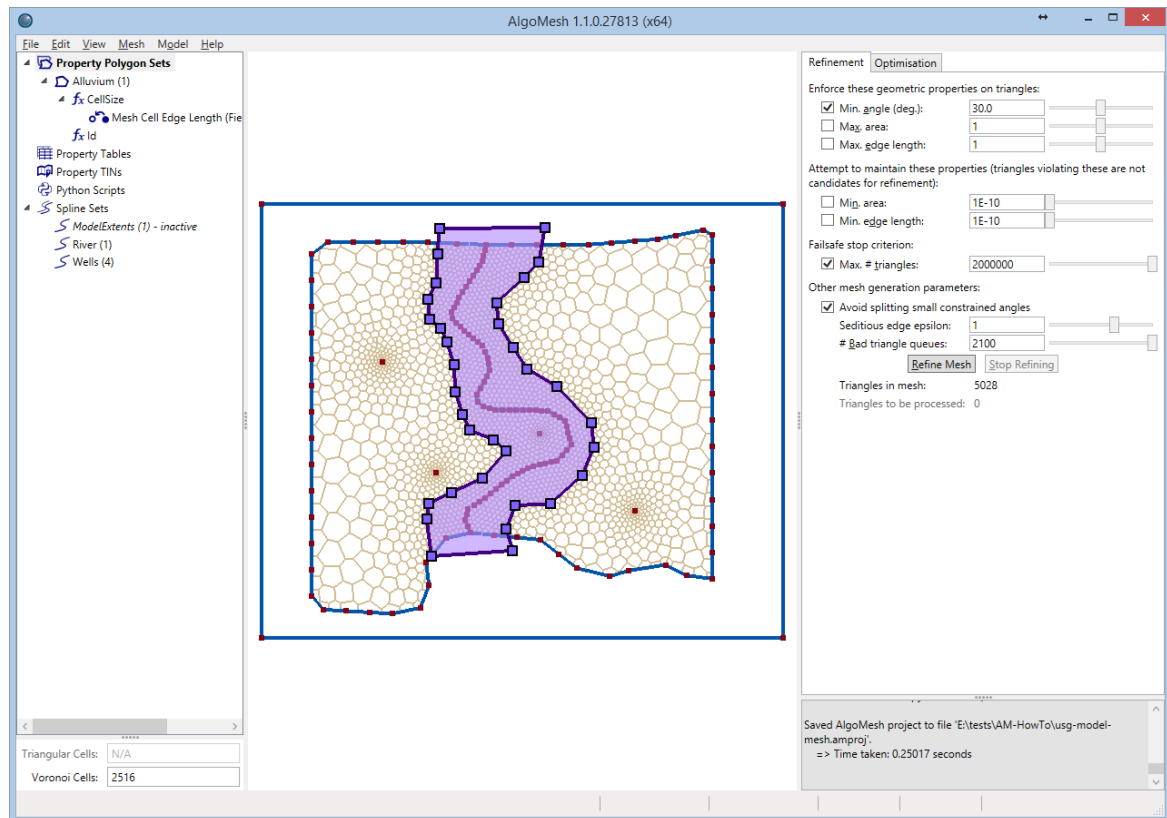 AlgoMesh 1.1.0.27813 (x64)
File Edit View Mesh Model Help
Property Polygon Sets
Alluvium (1)
fx CellSize
Mesh Cell Edge Length (Fie
fx Id
Property Tables
Property TINs
Python Scripts
Spline Sets
ModelExtents (1) - inactive
River (1)
Wells (4)
Triangular Cells: N/A
Voronoi Cells: 2516
Refinement Optimisation
Enforce these geometric properties on triangles:
Min. angle (deg.): 30.0
Max. area: 1
Max. edge length: 1
Attempt to maintain these properties (triangles violating these are not
candidates for refinement):
Min. area: 1E-10
Min. edge length: 1E-10
Failsafe stop criterion:
Max. # triangles: 2000000
Other mesh generation parameters:
Avoid splitting small constrained angles
Seditious edge epsilon: 1
# Bad triangle queues: 2100
Refine Mesh Stop Refining
Triangles in mesh: 5028
Triangles to be processed: 0
Saved AlgoMesh project to file 'E:\tests\AM-HowTo\usg-model-
mesh.amproj'.
=> Time taken: 0.25017 seconds